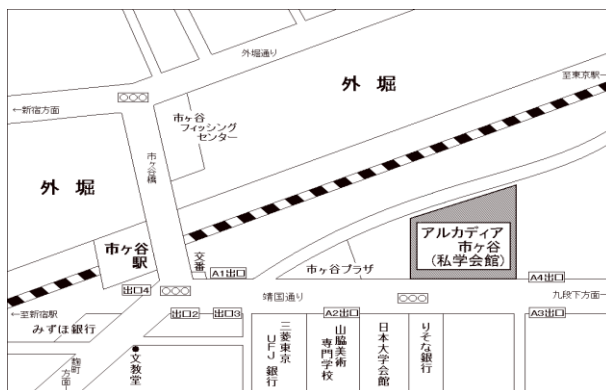 外堀通り
至東京駅→
←新宿方面
外 堀
市ヶ谷
フィッシング
センター
市ヶ谷橋
外 堀
市ヶ谷
駅
交番
A1出口
市ヶ谷プラザ
アルカディア
市ヶ谷
(私学会館)
A4出口
出口4
靖国通り
九段下方面→
←至新宿駅
みずほ銀行
出口2
出口3
A2出口
A3出口
麹町
方面
●文教堂
三菱東京
UFJ銀行
山脇美術
専門学校
日本大学会館
りそな銀行